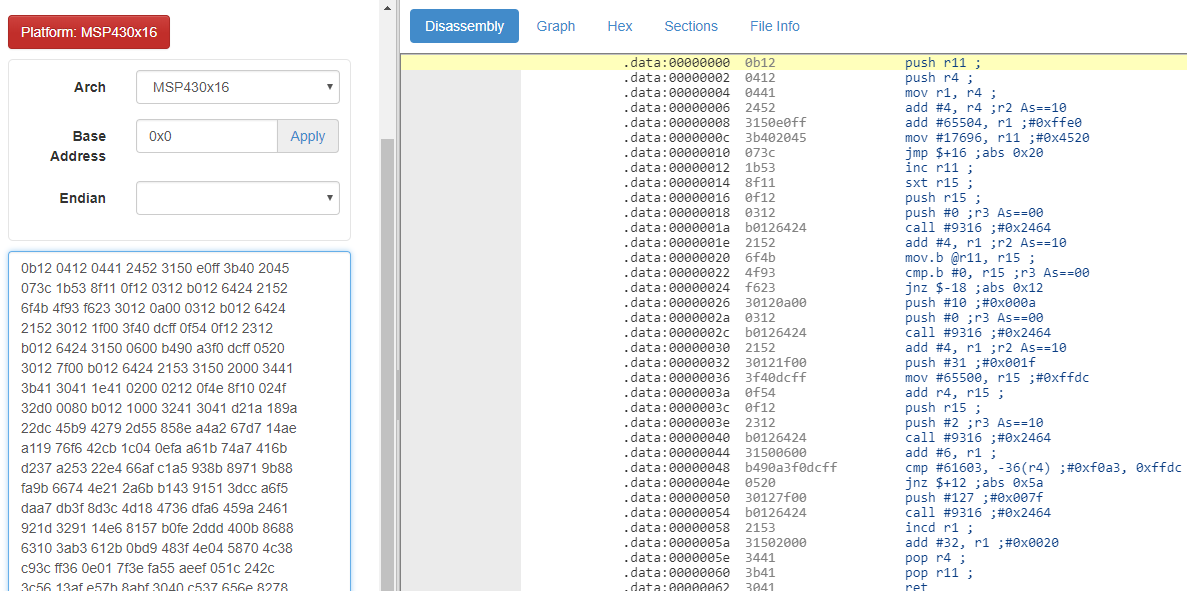 Platform: MSP430x16
Arch
MSP430x16
Base Address
0x0
Apply
Endian
0b12 0412 0441 2452 3150 e0ff 3b40 2045
073c 1b53 8f11 0f12 0312 b012 6424 2152
6f4b 4f93 f623 3012 0a00 0312 b012 6424
2152 3012 1f00 3f40 dcff 0f54 0f12 2312
b012 6424 3150 0600 b490 a3f0 dcff 0520
3012 7f00 b012 6424 2153 3150 2000 3441
3b41 3041 1e41 0200 0212 0f4e 8f10 024f
32d0 0080 b012 1000 3241 3041 d21a 189a
22dc 45b9 4279 2d55 858e a4a2 67d7 14ae
a119 76f6 42cb 1c04 0efa a61b 74a7 416b
d237 a253 22e4 66af c1a5 938b 8971 9b88
fa9b 6674 4e21 2a6b b143 9151 3dcc a6f5
daa7 db3f 8d3c 4d18 4736 dfa6 459a 2461
921d 3291 14e6 8157 b0fe 2ddd 400b 8688
6310 3ab3 612b 0bd9 483f 4e04 5870 4c38
c93c ff36 0e01 7f3e fa55 aeef 051c 242c
3c56 13af e57b 8abf 3040 c537 656e 8278
Disassembly
Graph
Hex
Sections
File Info
.data:00000000 0b12 push r11 ;
.data:00000002 0412 push r4 ;
.data:00000004 0441 mov r1, r4 ;
.data:00000006 2452 add #4, r4 ;r2 As==10
.data:00000008 3150e0ff add #65504, r1 ;#0xffe0
.data:0000000c 3b402045 mov #17696, r11 ;#0x4520
.data:00000010 073c jmp $+16 ;abs 0x20
.data:00000012 1b53 inc r11 ;
.data:00000014 8f11 sxt r15 ;
.data:00000016 0f12 push r15 ;
.data:00000018 0312 push #0 ;r3 As==00
.data:0000001a b0126424 call #9316 ;#0x2464
.data:0000001e 2152 add #4, r1 ;r2 As==10
.data:00000020 6f4b mov.b @r11, r15 ;
.data:00000022 4f93 cmp.b #0, r15 ;r3 As==00
.data:00000024 f623 jnz $-18 ;abs 0x12
.data:00000026 30120a00 push #10 ;#0x000a
.data:0000002a 0312 push #0 ;r3 As==00
.data:0000002c b0126424 call #9316 ;#0x2464
.data:00000030 2152 add #4, r1 ;r2 As==10
.data:00000032 30121f00 push #31 ;#0x001f
.data:00000036 3f40dcff mov #65500, r15 ;#0xffdc
.data:0000003a 0f54 add r4, r15 ;
.data:0000003c 0f12 push r15 ;
.data:0000003e 2312 push #2 ;r3 As==10
.data:00000040 b0126424 call #9316 ;#0x2464
.data:00000044 31500600 add #6, r1 ;
.data:00000048 b490a3f0dcff cmp #61603, -36(r4) ;#0xf0a3, 0xffdc
.data:0000004e 0520 jnz $+12 ;abs 0x5a
.data:00000050 30127f00 push #127 ;#0x007f
.data:00000054 b0126424 call #9316 ;#0x2464
.data:00000058 2153 incd r1 ;
.data:0000005a 31502000 add #32, r1 ;#0x0020
.data:0000005e 3441 pop r4 ;
.data:00000060 3b41 pop r11 ;
.data:00000062 3041 ret